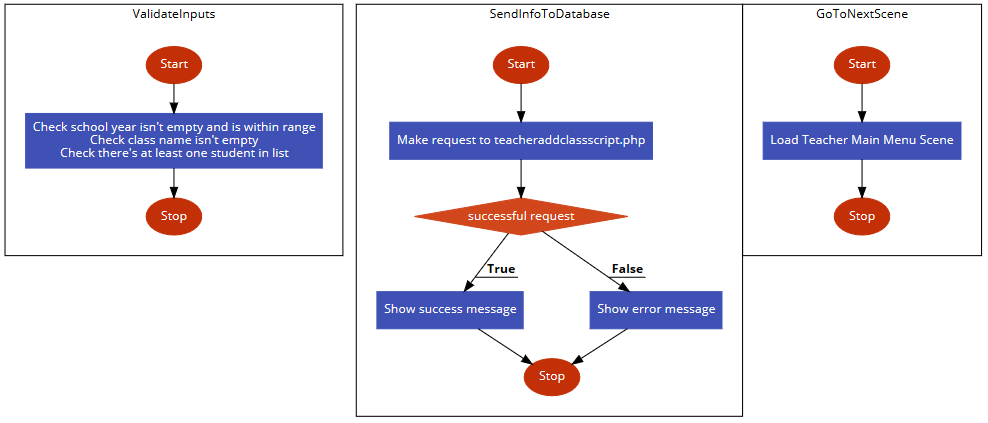 ValidateInputs
Start
Check school year isn't empty and is within range
Check class name isn't empty
Check there's at least one student in list
Stop
SendInfoToDatabase
Start
Make request to teacheraddclassscript.php
successful request
True
False
Show success message
Show error message
Stop
GoToNextScene
Start
Load Teacher Main Menu Scene
Stop